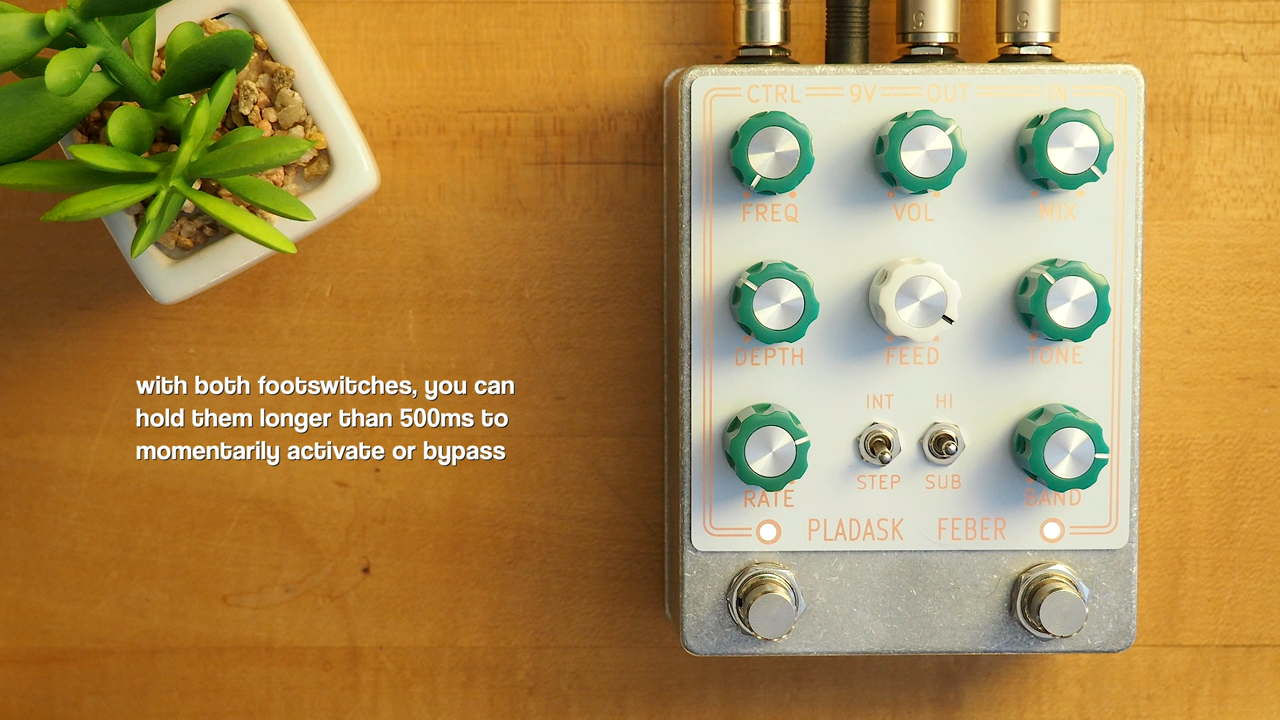 CTRL 9V OUT IN
FREQ VOL MIX
DEPTH FEED TONE
with both footswitches, you can
hold them longer than 500ms to
momentarily activate or bypass
INT HI
STEP SUB
RATE BAND
PLADASK FEBER